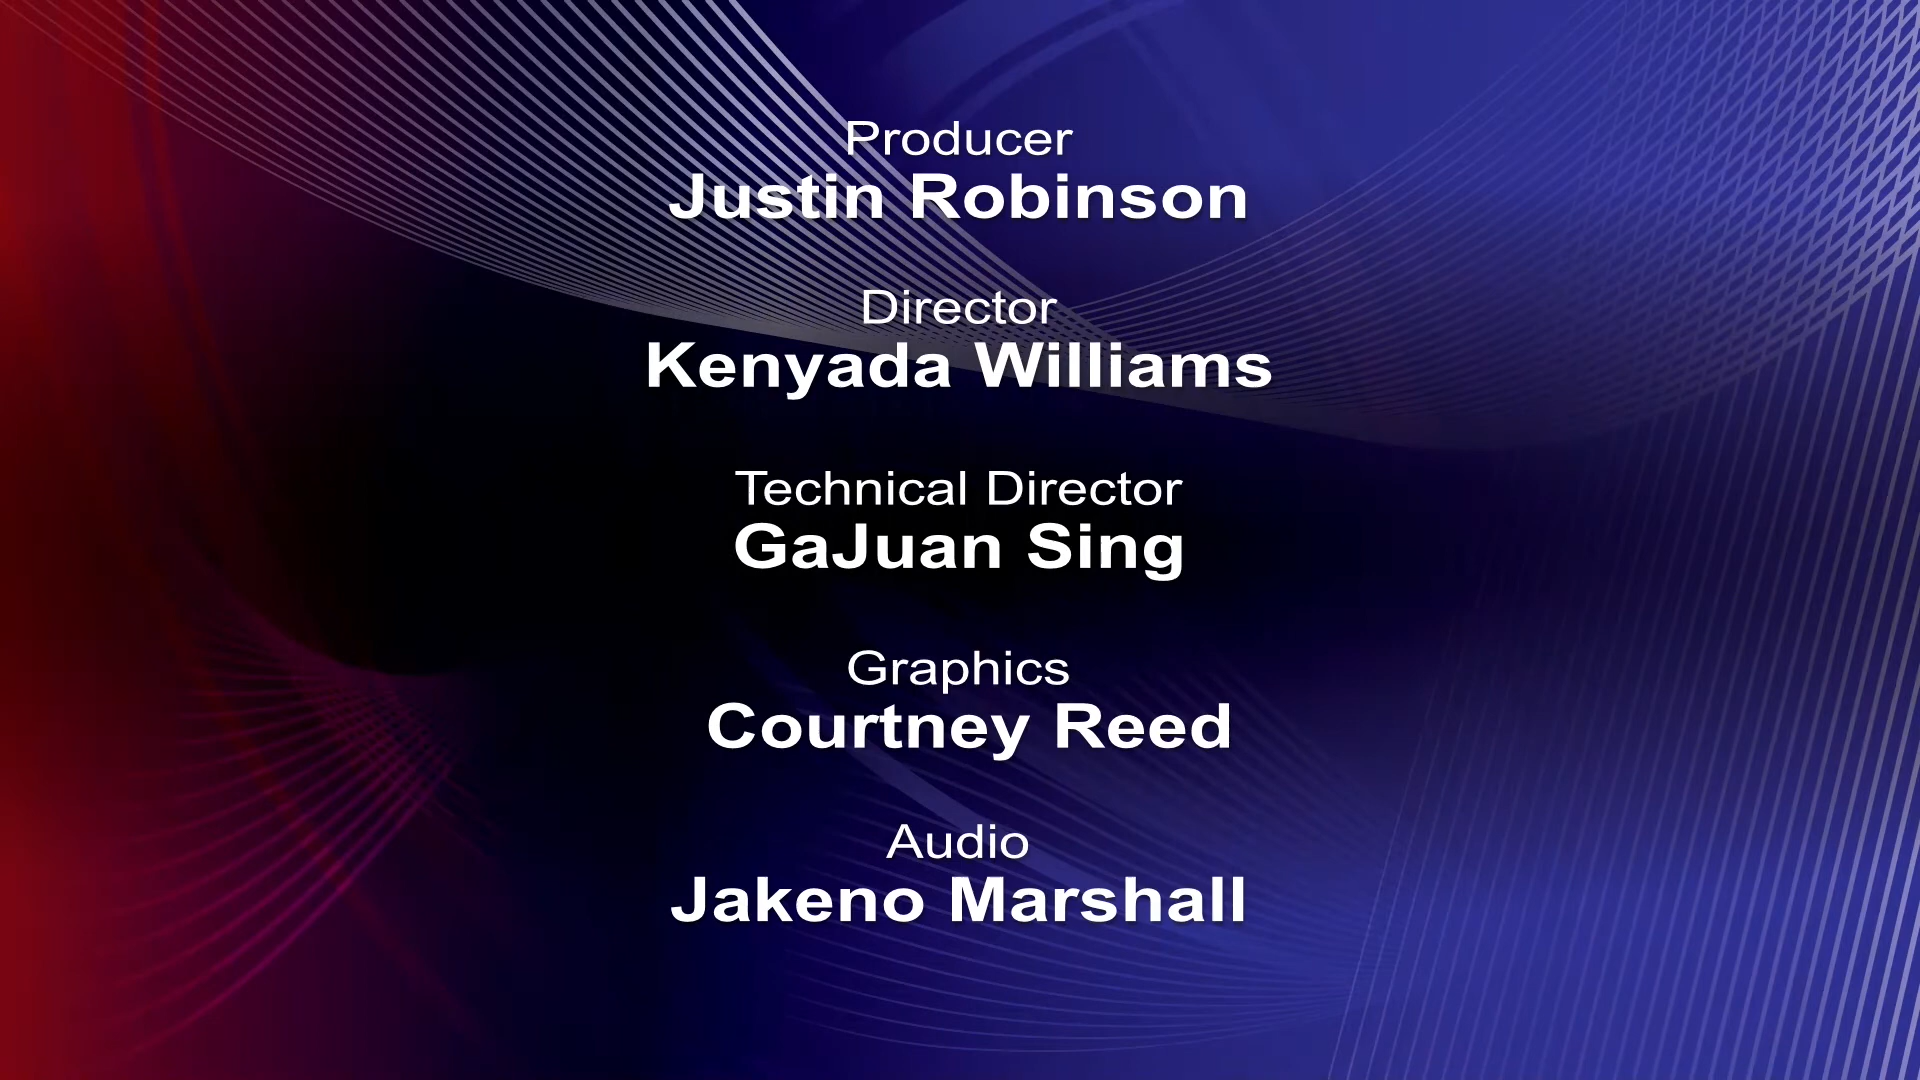 Producer
Justin Robinson
Director
Kenyada Williams
Technical Director
GaJuan Sing
Graphics
Courtney Reed
Audio
Jakeno Marshall